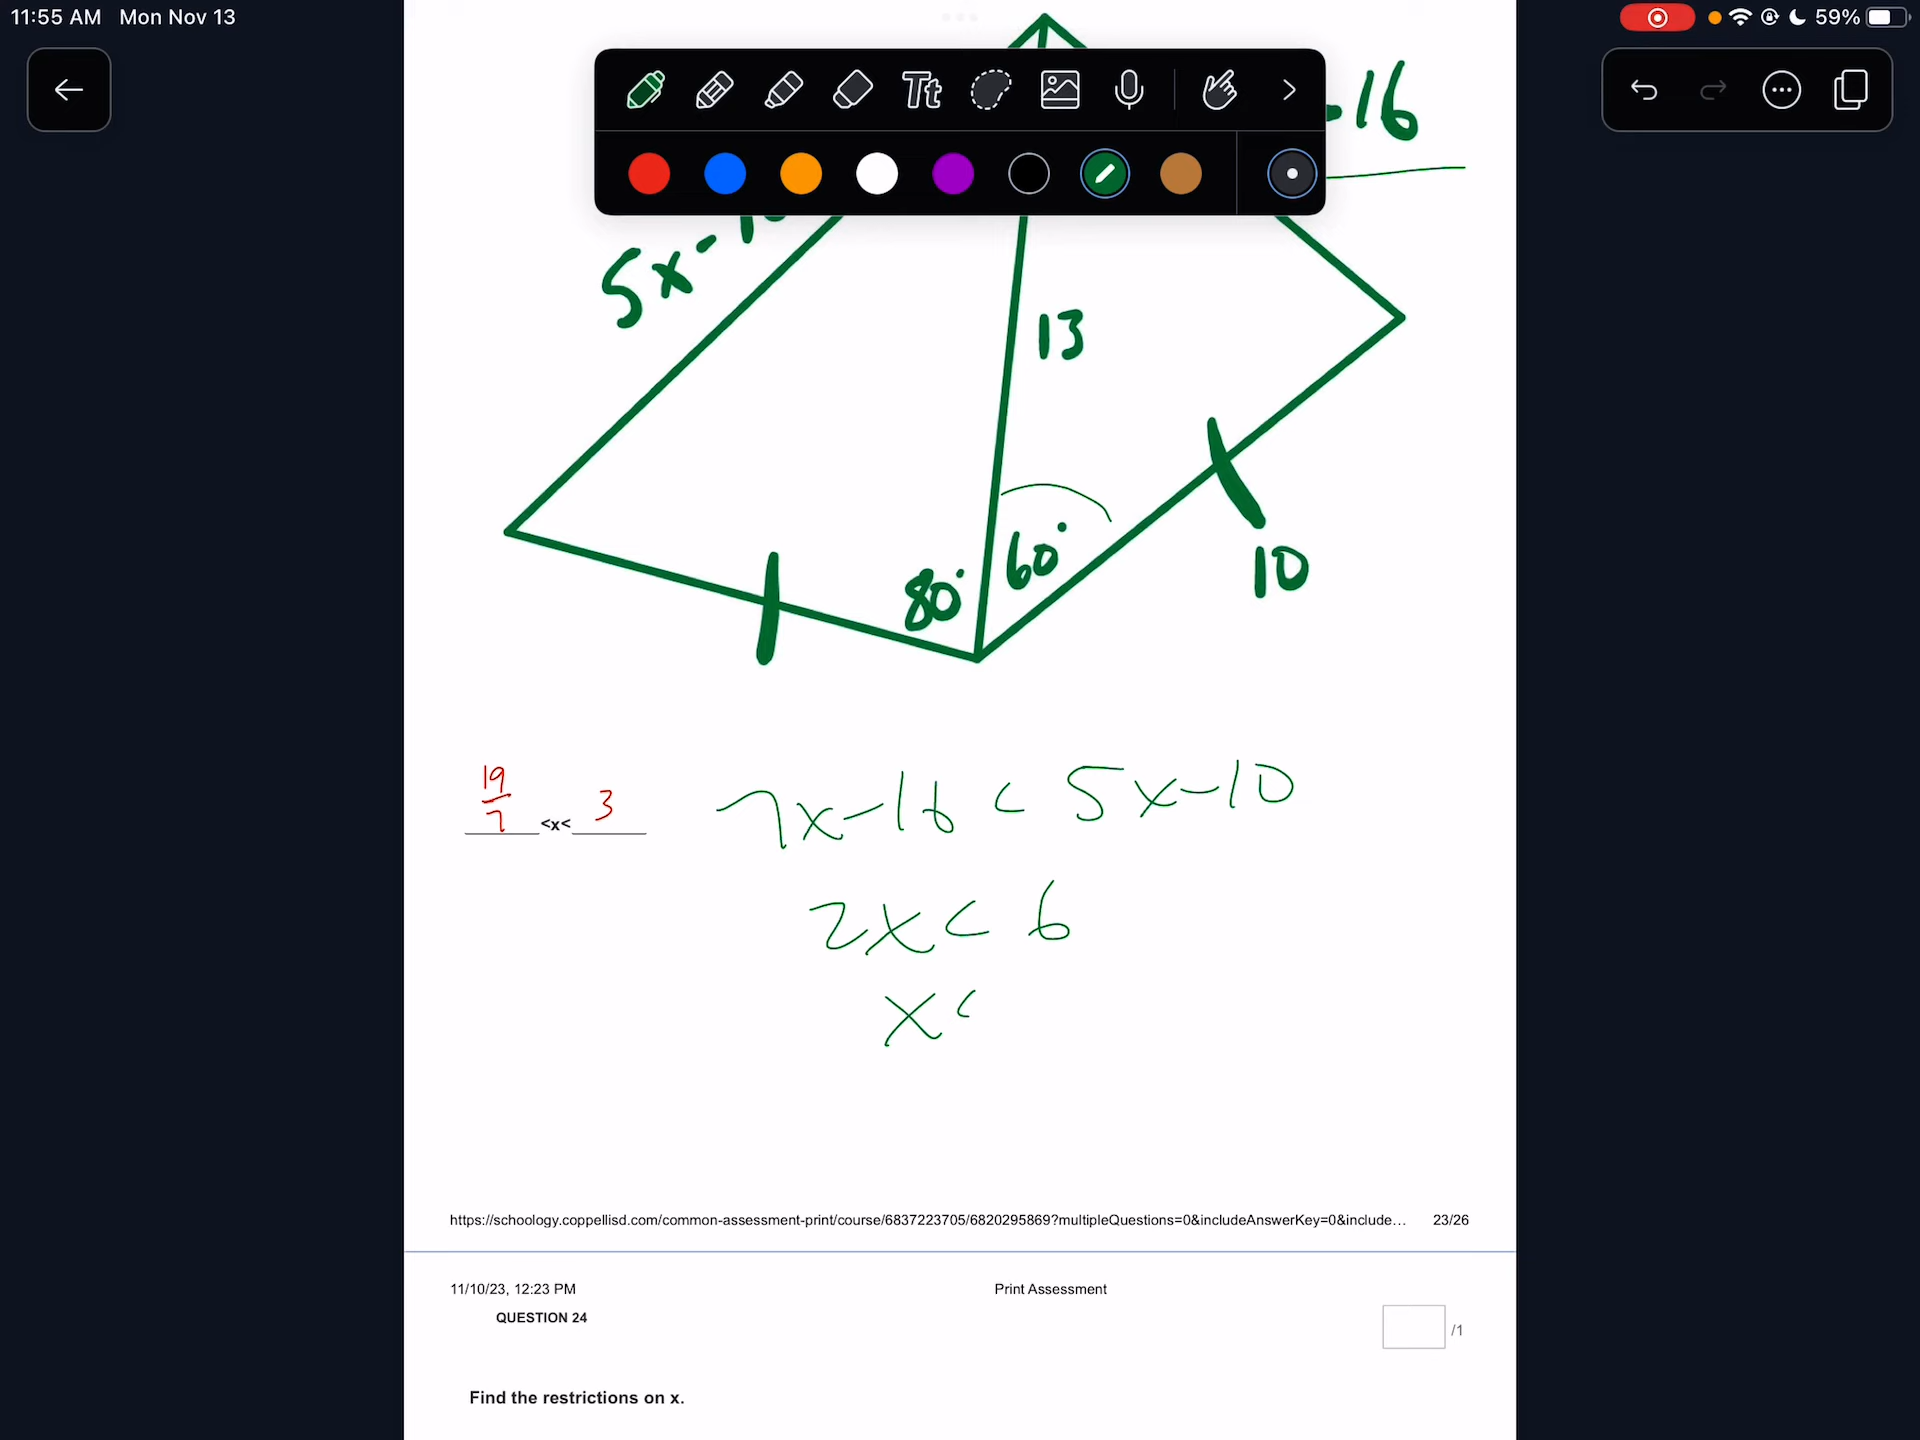 11:55 AM Mon Nov 13
59%
Tt
-16
5x-10
13
80°
60°
10
19/7 <x< 3
7x-16 < 5x-10
2x < 6
x <
https://schoology.coppellisd.com/common-assessment-print/course/6837223705/6820295869?multipleQuestions=0&includeAnswerKey=0&include... 23/26
11/10/23, 12:23 PM Print Assessment
QUESTION 24
/1
Find the restrictions on x.